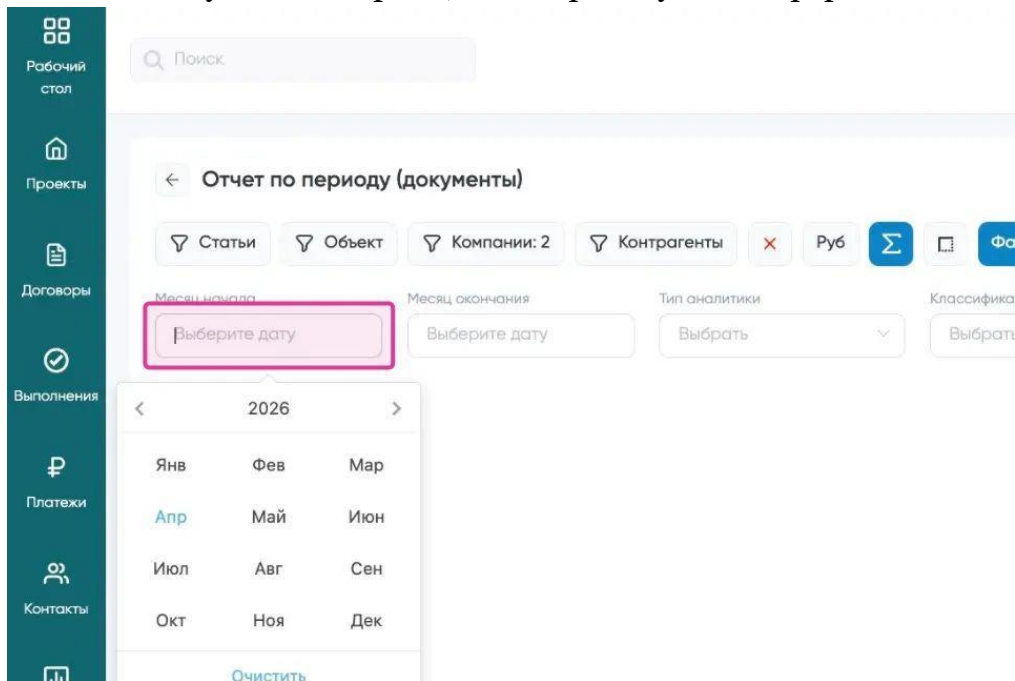 Рабочий
стол
Проекты
Договоры
Выполнения
Платежи
Контакты
Поиск
Отчет по периоду (документы)
Статьи Объект Компании: 2 Контрагенты Руб Σ Фа
Месяц начала Месяц окончания Тип аналитики Классифика
Выберите дату Выберите дату Выбрать Выбрать
2026
Янв Фев Мар
Апр Май Июн
Июл Авг Сен
Окт Ноя Дек
Очистить